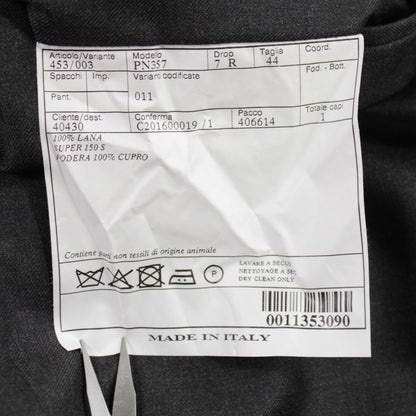 Articolo/Variante Modello Drop Taglia Coord.
453/003 PN357 7 R 44
Spacchi Imp. Varianti codificate Fod. - Bott.
Pant. 011
Cliente/dest. Conferma Pacco Totale capi
40430 C201600019 /1 406614 1
100% LANA
SUPER 150 S
FODERA 100% CUPRO
Contiene parti non tessili di origine animale
P
LAVARE A SECCO
NETTOYAGE A SEC
DRY CLEAN ONLY
0011353090
MADE IN ITALY